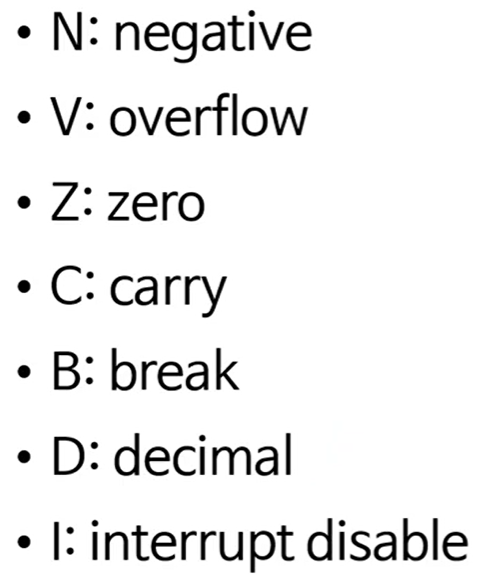 • N: negative
• V: overflow
• Z: zero
• C: carry
• B: break
• D: decimal
• I: interrupt disable